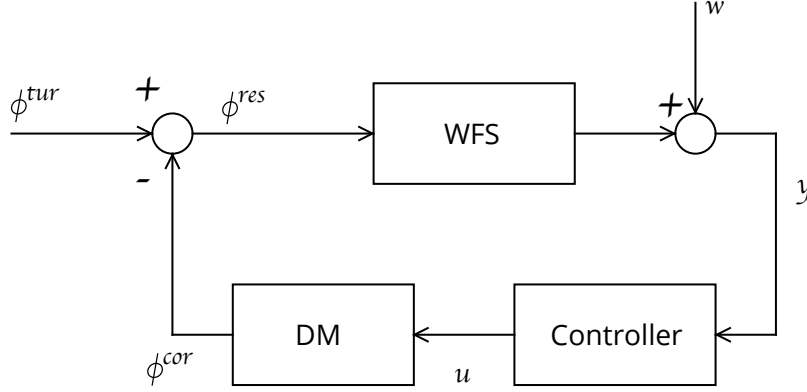 w
+
ϕ^tur
ϕ^res
WFS
+
-
y
DM
Controller
ϕ^cor
u